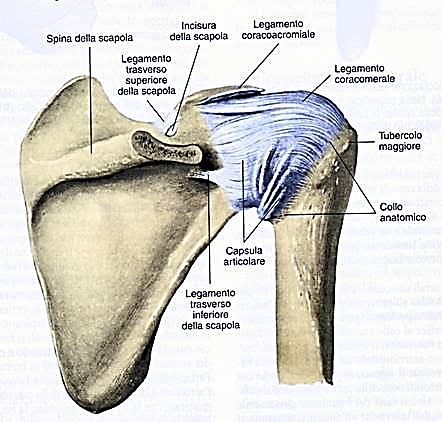 Spina della scapola
Incisura
della scapola
Legamento
coracoacromiale
Legamento
trasverso
superiore
della scapola
Legamento
coracomerale
Tubercolo
maggiore
Collo
anatomico
Capsula
articolare
Legamento
trasverso
inferiore
della scapola